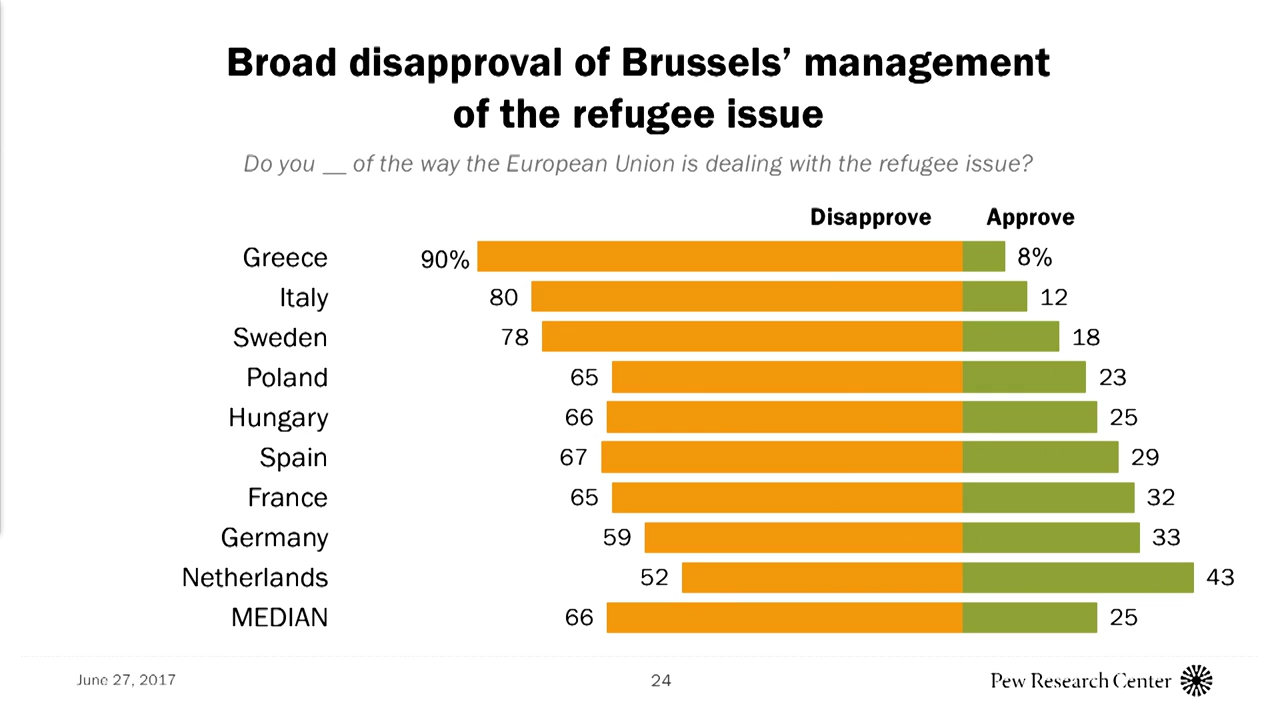 Broad disapproval of Brussels’ management
of the refugee issue
Do you __ of the way the European Union is dealing with the refugee issue?
Disapprove Approve
Greece 90% 8%
Italy 80 12
Sweden 78 18
Poland 65 23
Hungary 66 25
Spain 67 29
France 65 32
Germany 59 33
Netherlands 52 43
MEDIAN 66 25
June 27, 2017 24 Pew Research Center